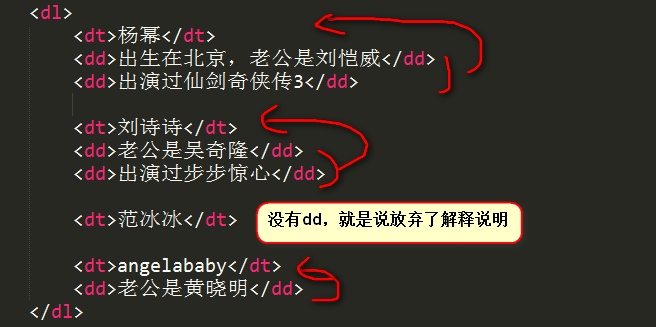 <dl>
<dt>杨幂</dt>
<dd>出生在北京，老公是刘恺威</dd>
<dd>出演过仙剑奇侠传3</dd>
<dt>刘诗诗</dt>
<dd>老公是吴奇隆</dd>
<dd>出演过步步惊心</dd>
<dt>范冰冰</dt> 没有dd，就是说放弃了解释说明
<dt>angelababy</dt>
<dd>老公是黄晓明</dd>
</dl>